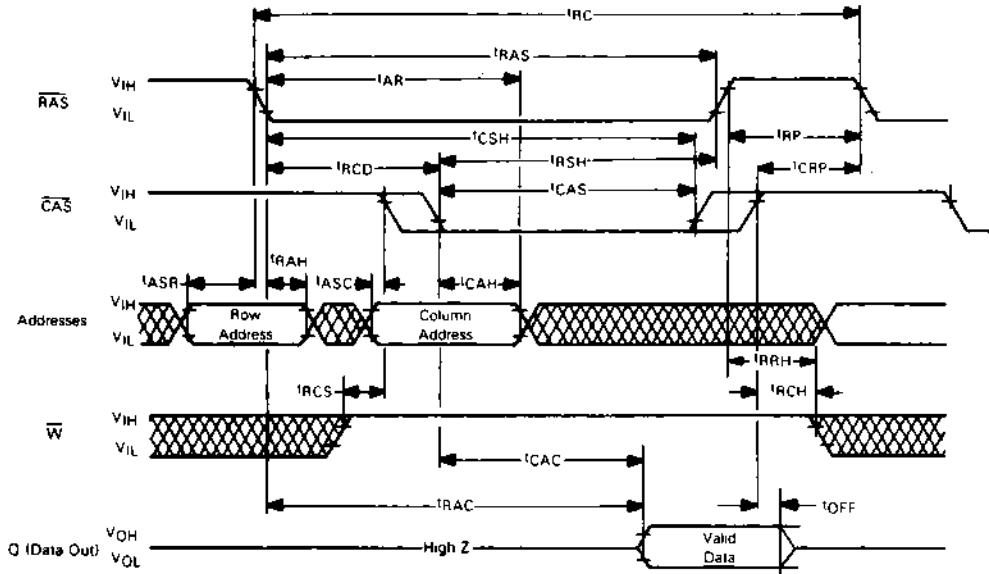 tRC
tRAS
tAR
RAS
VIH
VIL
tCSH
tRP
tRCD
tRSH
tCRP
tCAS
CAS
VIH
VIL
tASR
tRAH
tASC
tCAH
Addresses
VIH
VIL
Row
Address
Column
Address
tRRH
tRCS
tRCH
W
VIH
VIL
tCAC
tRAC
tOFF
Q (Data Out)
VOH
VOL
High Z
Valid
Data